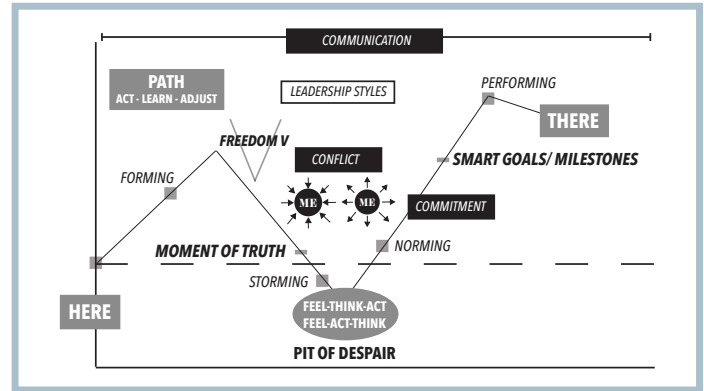 COMMUNICATION
PATH
ACT - LEARN - ADJUST
LEADERSHIP STYLES
PERFORMING
THERE
FREEDOM V
CONFLICT
SMART GOALS/ MILESTONES
FORMING
ME
ME
COMMITMENT
MOMENT OF TRUTH
NORMING
STORMING
HERE
FEEL-THINK-ACT
FEEL-ACT-THINK
PIT OF DESPAIR